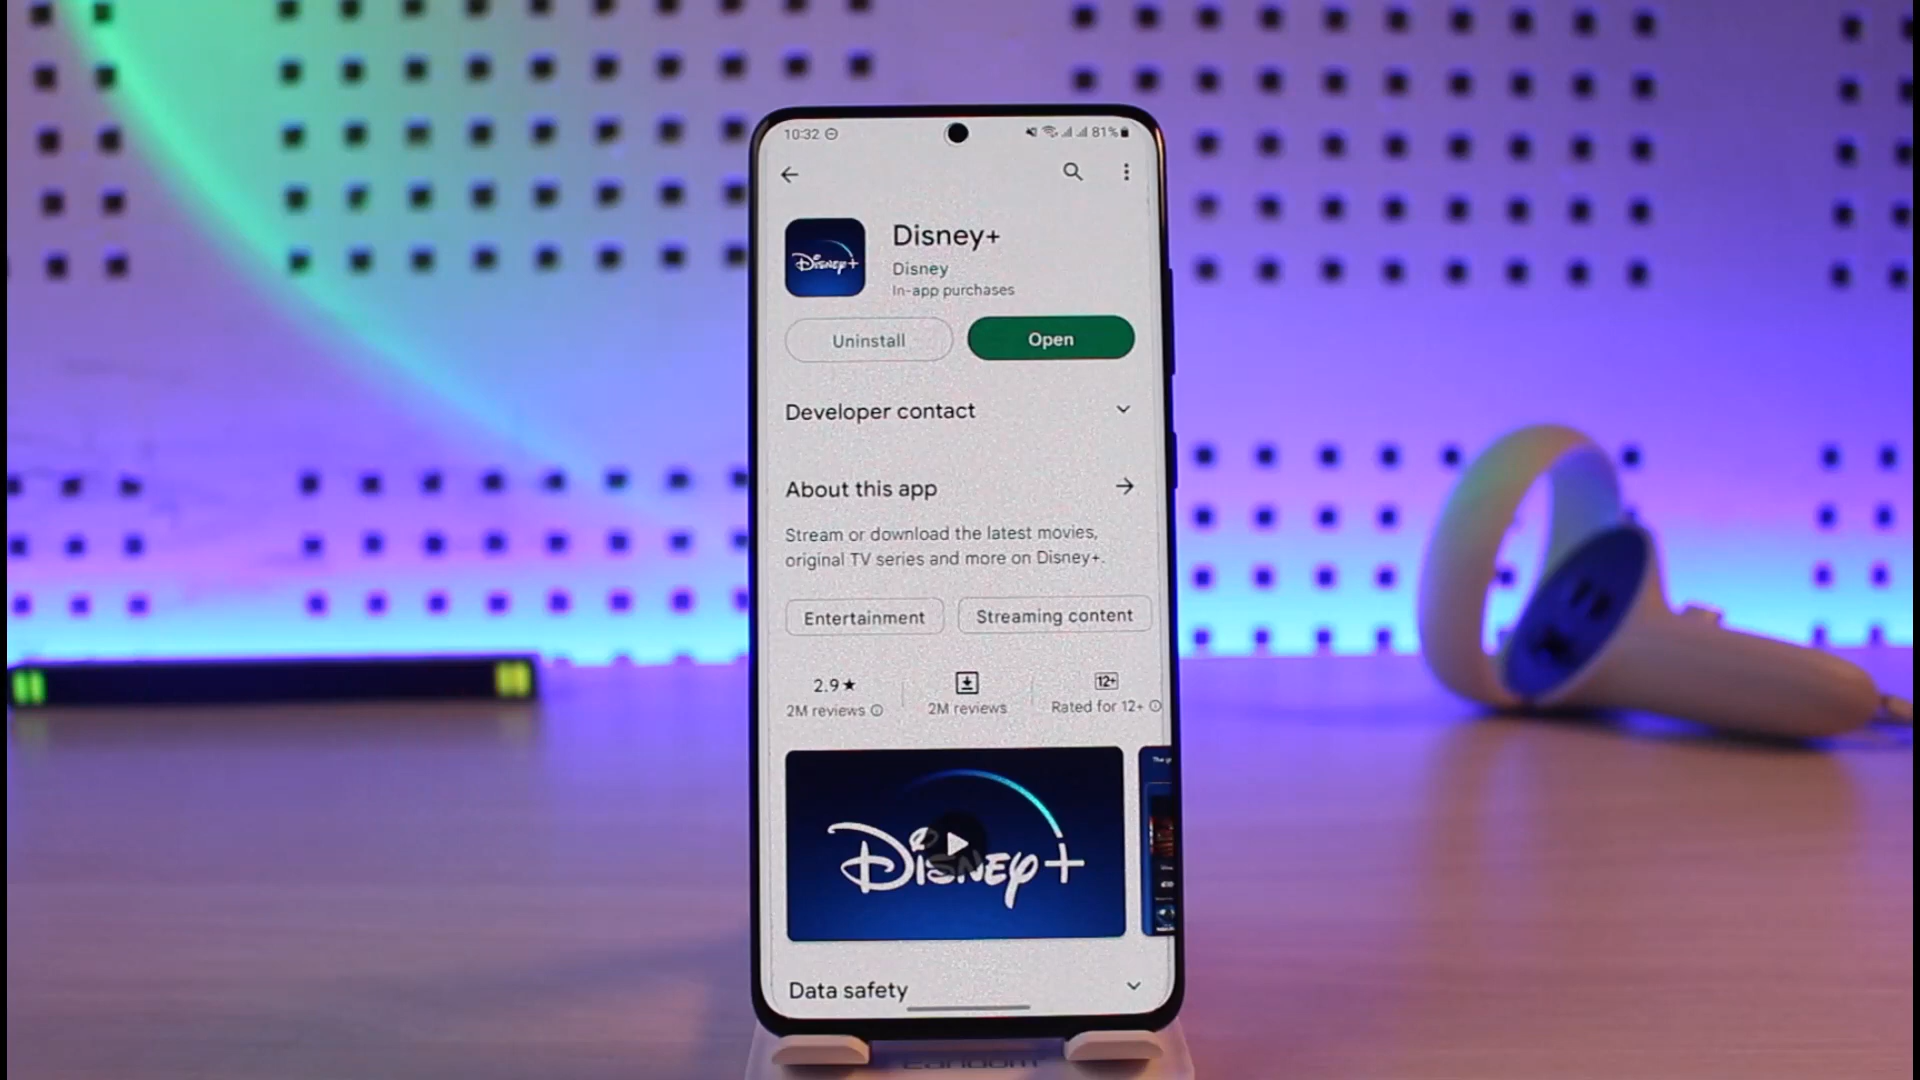 10:32
81%
Disney+
Disney+
Disney
In-app purchases
Uninstall
Open
Developer contact
About this app
Stream or download the latest movies,
original TV series and more on Disney+.
Entertainment
Streaming content
2.9★
12+
2M reviews
2M reviews
Rated for 12+
Disney+
Data safety